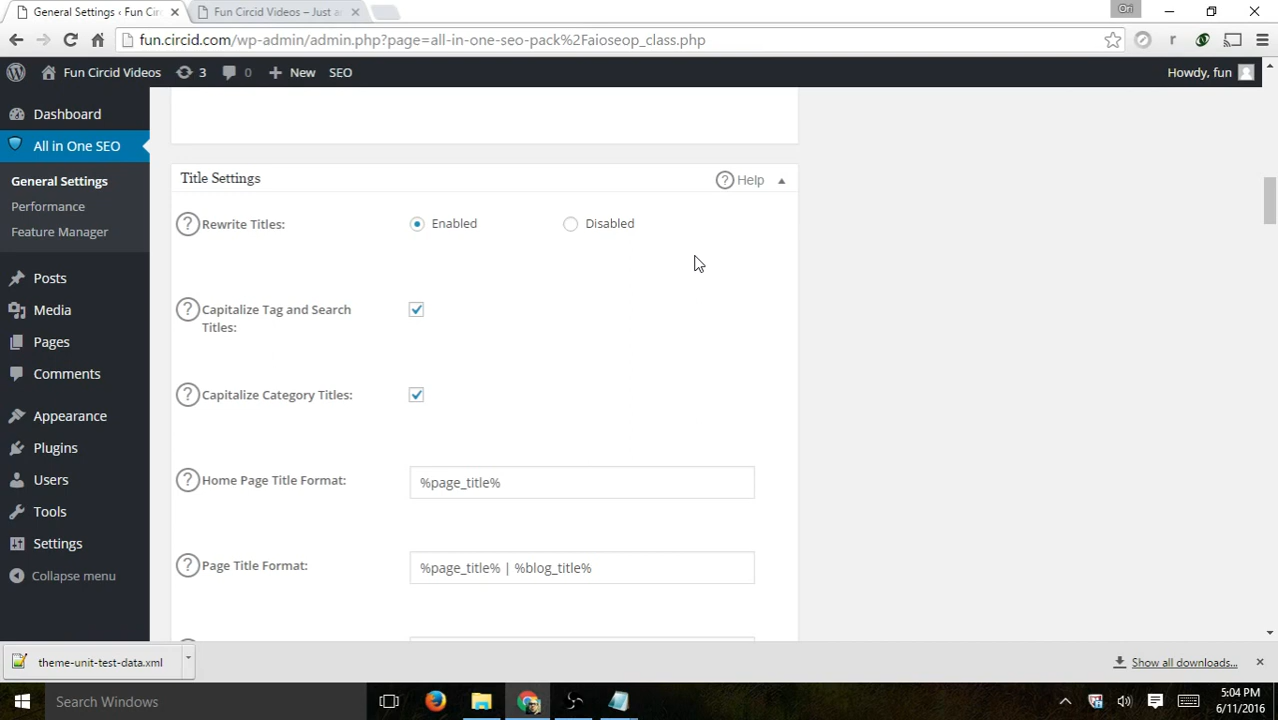 General Settings ‹ Fun Cir
Fun Circid Videos – Just a
Ori
fun.circid.com/wp-admin/admin.php?page=all-in-one-seo-pack%2Faioseop_class.php
Fun Circid Videos
3
0
New
SEO
Howdy, fun
Dashboard
All in One SEO
General Settings
Performance
Feature Manager
Posts
Media
Pages
Comments
Appearance
Plugins
Users
Tools
Settings
Collapse menu
Title Settings
? Help
? Rewrite Titles:
Enabled
Disabled
? Capitalize Tag and Search
Titles:
? Capitalize Category Titles:
? Home Page Title Format:
%page_title%
? Page Title Format:
%page_title% | %blog_title%
theme-unit-test-data.xml
Show all downloads...
Search Windows
5:04 PM
6/11/2016